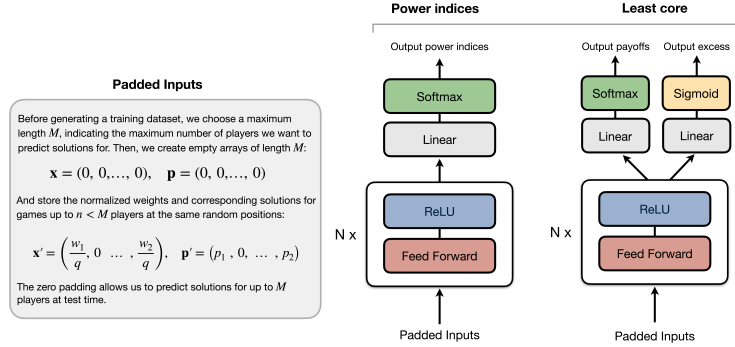 Padded Inputs
Before generating a training dataset, we choose a maximum
length M, indicating the maximum number of players we want to
predict solutions for. Then, we create empty arrays of length M:
x = (0, 0,…, 0), p = (0, 0,…, 0)
And store the normalized weights and corresponding solutions for
games up to n < M players at the same random positions:
x′ = (w₁/q, 0 … , w₂/q), p′ = (p₁ , 0, … , p₂)
The zero padding allows us to predict solutions for up to M
players at test time.
Power indices
Output power indices
Softmax
Linear
N x
ReLU
Feed Forward
Padded Inputs
Least core
Output payoffs Output excess
Softmax Sigmoid
Linear Linear
N x
ReLU
Feed Forward
Padded Inputs